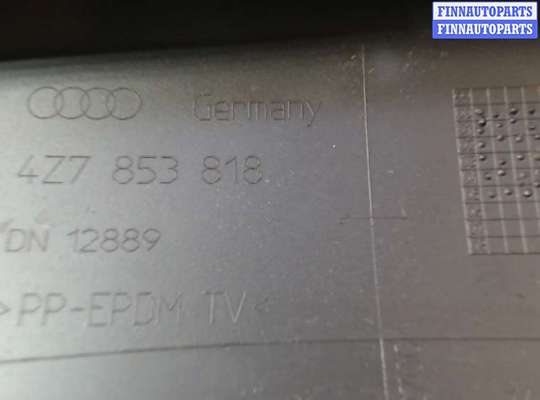 FINNAUTOPARTS
FINNAUTOPARTS
Germany
4Z7 853 818
DN 12889
>PP-EPDM TV<